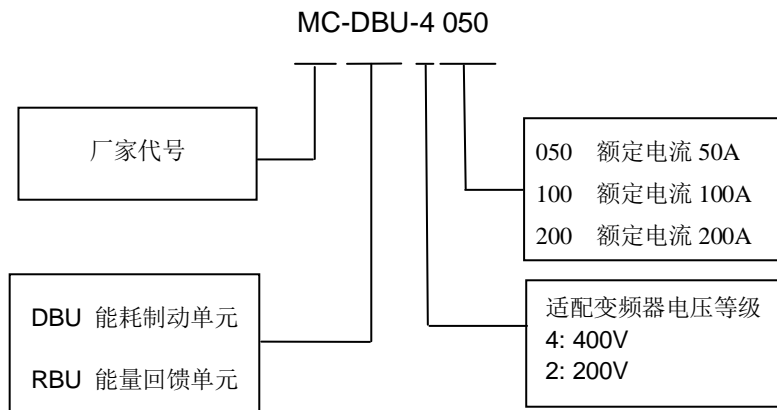 MC-DBU-4 050
厂家代号
050 额定电流 50A
100 额定电流 100A
200 额定电流 200A
DBU 能耗制动单元
RBU 能量回馈单元
适配变频器电压等级
4: 400V
2: 200V